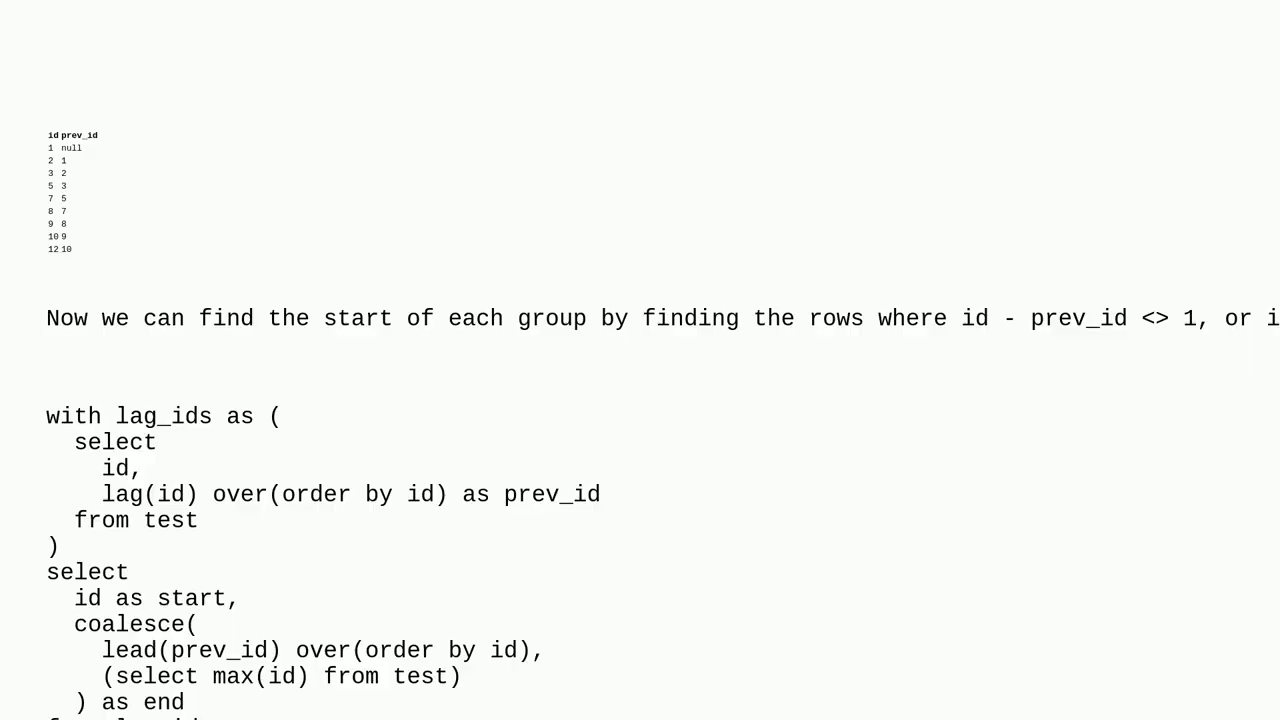 id prev_id
1 null
2 1
3 2
5 3
7 5
8 7
9 8
10 9
12 10
Now we can find the start of each group by finding the rows where id - prev_id <> 1, or i
with lag_ids as (
  select
    id,
    lag(id) over(order by id) as prev_id
  from test
)
select
  id as start,
  coalesce(
    lead(prev_id) over(order by id),
    (select max(id) from test)
  ) as end